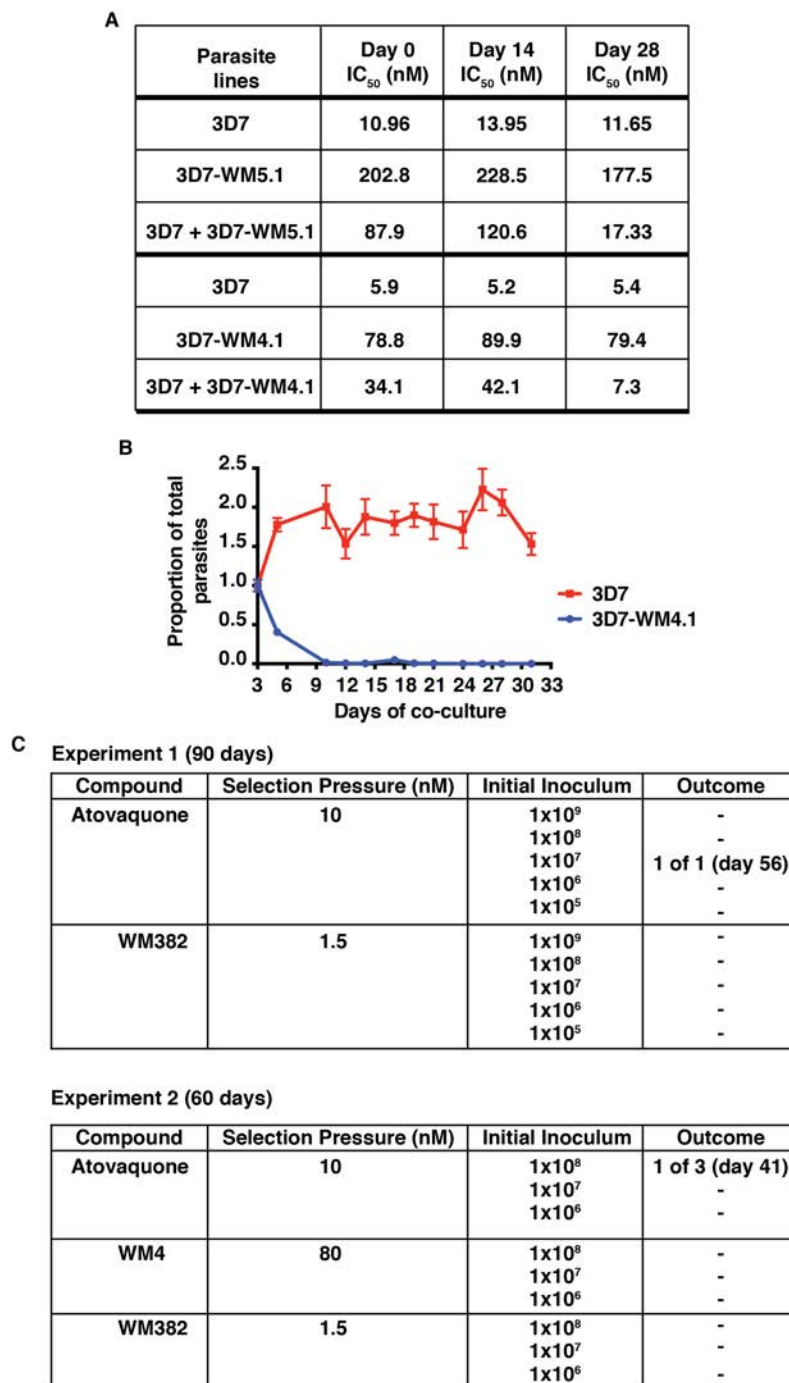 A
Parasite lines | Day 0 IC₅₀ (nM) | Day 14 IC₅₀ (nM) | Day 28 IC₅₀ (nM)
3D7 | 10.96 | 13.95 | 11.65
3D7-WM5.1 | 202.8 | 228.5 | 177.5
3D7 + 3D7-WM5.1 | 87.9 | 120.6 | 17.33
3D7 | 5.9 | 5.2 | 5.4
3D7-WM4.1 | 78.8 | 89.9 | 79.4
3D7 + 3D7-WM4.1 | 34.1 | 42.1 | 7.3
B
Proportion of total
parasites
2.5
2.0
1.5
1.0
0.5
0.0
3 6 9 12 15 18 21 24 27 30 33
Days of co-culture
3D7
3D7-WM4.1
C
Experiment 1 (90 days)
Compound | Selection Pressure (nM) | Initial Inoculum | Outcome
Atovaquone | 10 | 1x10⁹ | -
1x10⁸ | -
1x10⁷ | 1 of 1 (day 56)
1x10⁶ | -
1x10⁵ | -
WM382 | 1.5 | 1x10⁹ | -
1x10⁸ | -
1x10⁷ | -
1x10⁶ | -
1x10⁵ | -
Experiment 2 (60 days)
Compound | Selection Pressure (nM) | Initial Inoculum | Outcome
Atovaquone | 10 | 1x10⁸ | 1 of 3 (day 41)
1x10⁷ | -
1x10⁶ | -
WM4 | 80 | 1x10⁸ | -
1x10⁷ | -
1x10⁶ | -
WM382 | 1.5 | 1x10⁸ | -
1x10⁷ | -
1x10⁶ | -